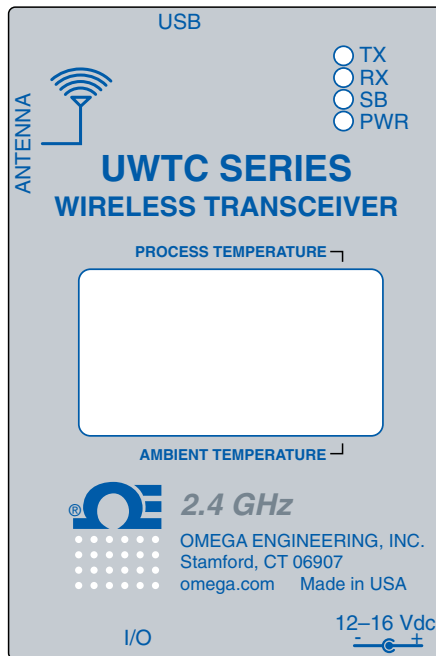 USB
TX
RX
SB
PWR
ANTENNA
UWTC SERIES
WIRELESS TRANSCEIVER
PROCESS TEMPERATURE
AMBIENT TEMPERATURE
®
2.4 GHz
OMEGA ENGINEERING, INC.
Stamford, CT 06907
omega.com Made in USA
I/O
12–16 Vdc
- +